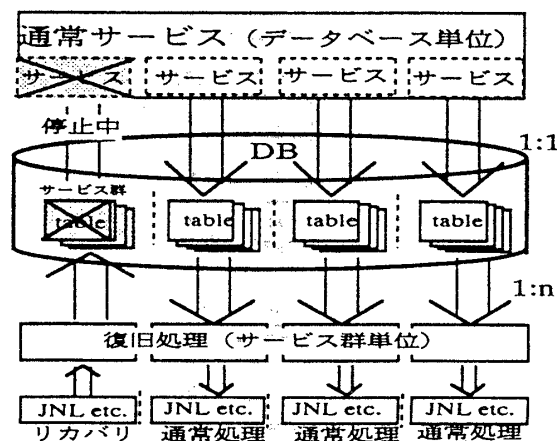 通常サービス（データベース単位）
サービス サービス サービス サービス
停止中
DB
1:1
サービス群
table table table table
1:n
復旧処理（サービス群単位）
JNL etc. JNL etc. JNL etc. JNL etc.
リカバリ 通常処理 通常処理 通常処理